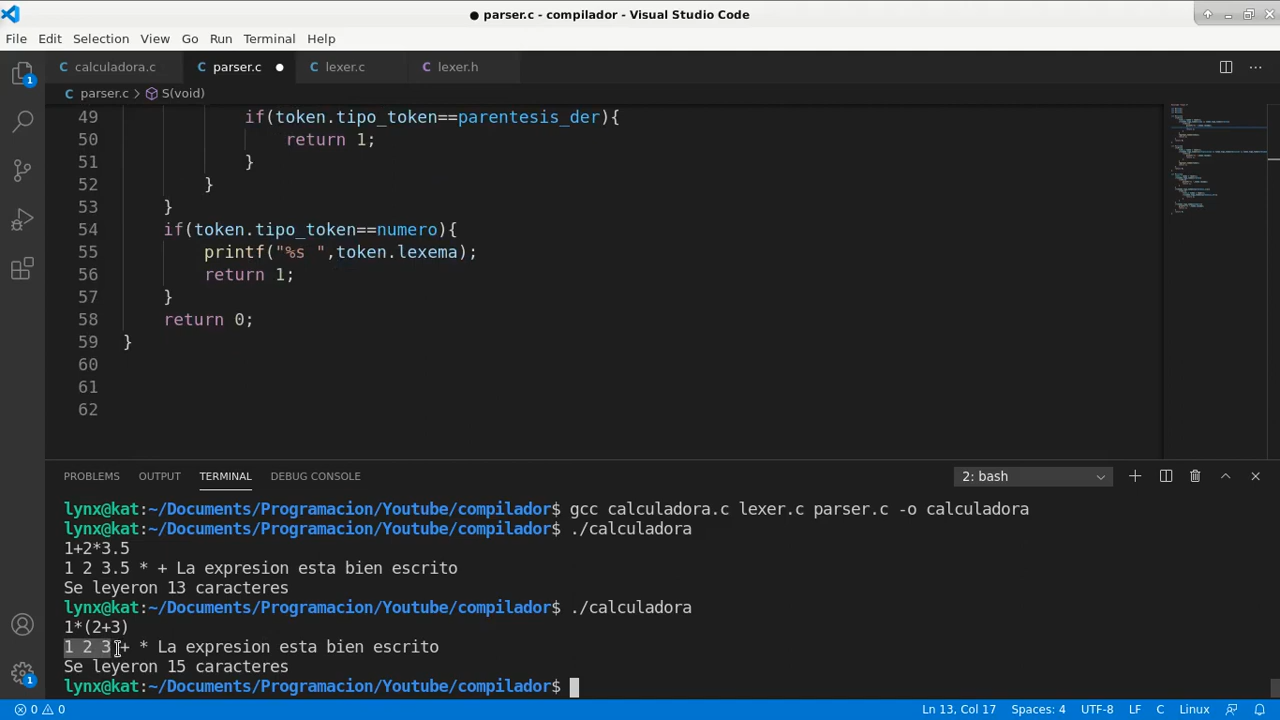 parser.c - compilador - Visual Studio Code
File Edit Selection View Go Run Terminal Help
calculadora.c parser.c lexer.c lexer.h
parser.c > S(void)
49 if(token.tipo_token==parentesis_der){
50 return 1;
51 }
52 }
53 }
54 if(token.tipo_token==numero){
55 printf("%s ",token.lexema);
56 return 1;
57 }
58 return 0;
59 }
60
61
62
PROBLEMS OUTPUT TERMINAL DEBUG CONSOLE 2: bash
lynx@kat:~/Documents/Programacion/Youtube/compilador$ gcc calculadora.c lexer.c parser.c -o calculadora
lynx@kat:~/Documents/Programacion/Youtube/compilador$ ./calculadora
1+2*3.5
1 2 3.5 * + La expresion esta bien escrito
Se leyeron 13 caracteres
lynx@kat:~/Documents/Programacion/Youtube/compilador$ ./calculadora
1*(2+3)
1 2 3 + * La expresion esta bien escrito
Se leyeron 15 caracteres
lynx@kat:~/Documents/Programacion/Youtube/compilador$
0 0 Ln 13, Col 17 Spaces: 4 UTF-8 LF C Linux